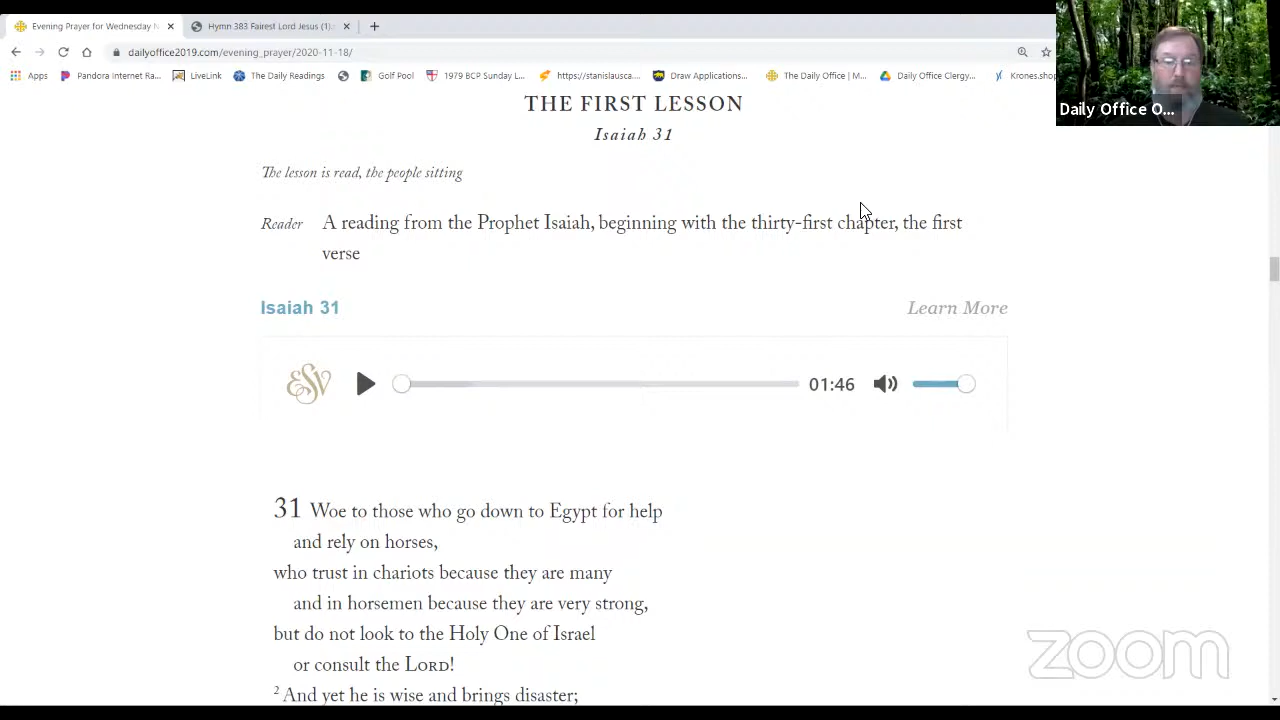 Evening Prayer for Wednesday N
Hymn 383 Fairest Lord Jesus (1).
dailyoffice2019.com/evening_prayer/2020-11-18/
Apps Pandora Internet Ra... LiveLink The Daily Readings Golf Pool 1979 BCP Sunday L... https://stanislausca.... Draw Applications... The Daily Office | M... Daily Office Clergy... Krones.shop
Daily Office O...
THE FIRST LESSON
Isaiah 31
The lesson is read, the people sitting
Reader A reading from the Prophet Isaiah, beginning with the thirty-first chapter, the first
verse
Isaiah 31 Learn More
ESV 01:46
31 Woe to those who go down to Egypt for help
and rely on horses,
who trust in chariots because they are many
and in horsemen because they are very strong,
but do not look to the Holy One of Israel
or consult the LORD!
zoom
2 And yet he is wise and brings disaster;